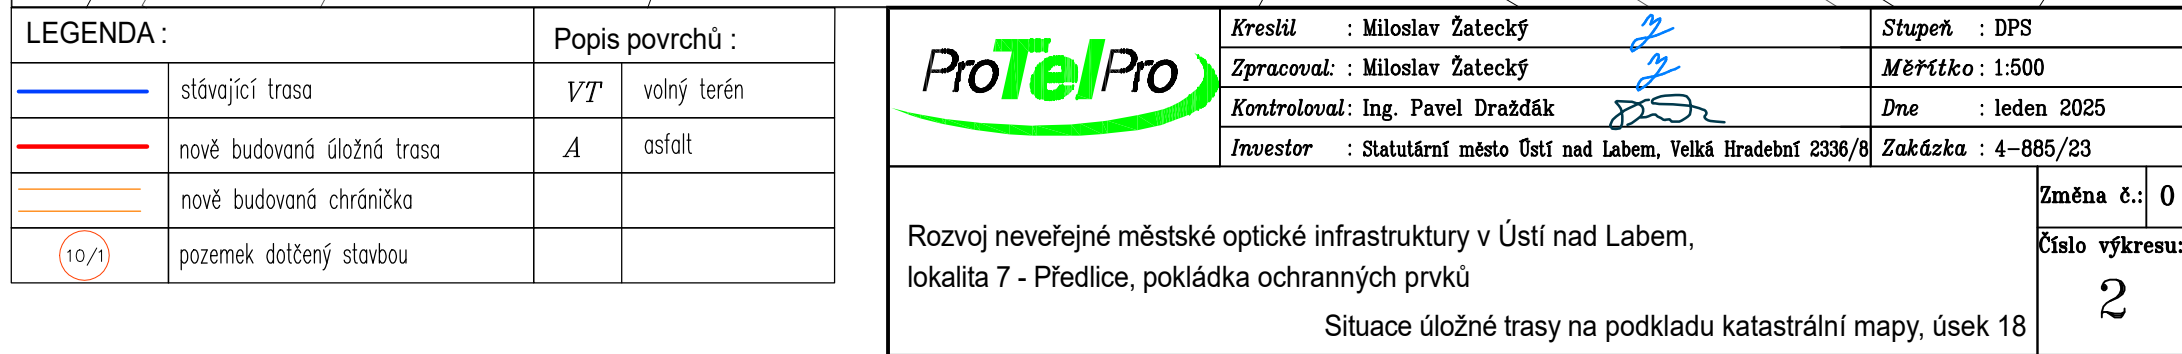 LEGENDA :
Popis povrchů :
stávající trasa
VT volný terén
nově budovaná úložná trasa
A asfalt
nově budovaná chránička
10/1 pozemek dotčený stavbou
ProTelPro
Kreslil : Miloslav Žatecký
Zpracoval: : Miloslav Žatecký
Kontroloval : Ing. Pavel Dražďák
Investor : Statutární město Ústí nad Labem, Velká Hradební 2336/8
Stupeň : DPS
Měřítko : 1:500
Dne : leden 2025
Zakázka : 4-885/23
Změna č.: 0
Rozvoj neveřejné městské optické infrastruktury v Ústí nad Labem,
lokalita 7 - Předlice, pokládka ochranných prvků
Situace úložné trasy na podkladu katastrální mapy, úsek 18
Číslo výkresu:
2